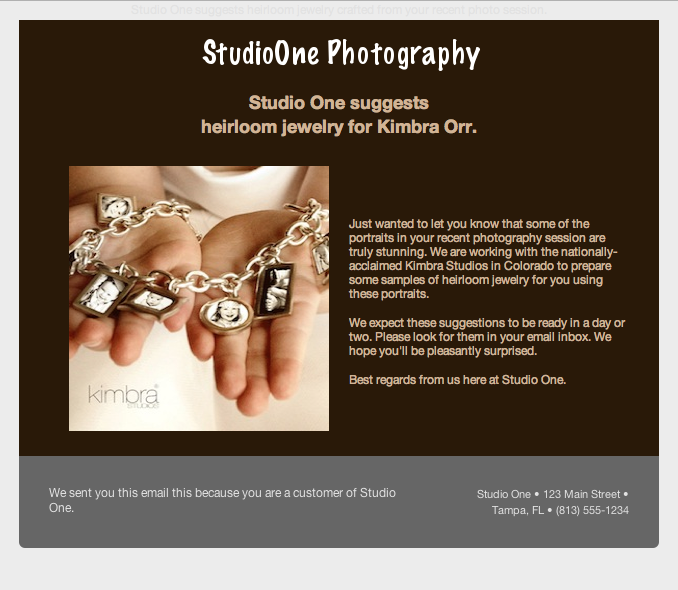 Studio One suggests heirloom jewelry crafted from your recent photo session.
StudioOne Photography
Studio One suggests
heirloom jewelry for Kimbra Orr.
Just wanted to let you know that some of the
portraits in your recent photography session are
truly stunning. We are working with the nationally-
acclaimed Kimbra Studios in Colorado to prepare
some samples of heirloom jewelry for you using
these portraits.
We expect these suggestions to be ready in a day or
two. Please look for them in your email inbox. We
hope you'll be pleasantly surprised.
Best regards from us here at Studio One.
kimbra®
STUDIOS
We sent you this email this because you are a customer of Studio
One.
Studio One • 123 Main Street •
Tampa, FL • (813) 555-1234